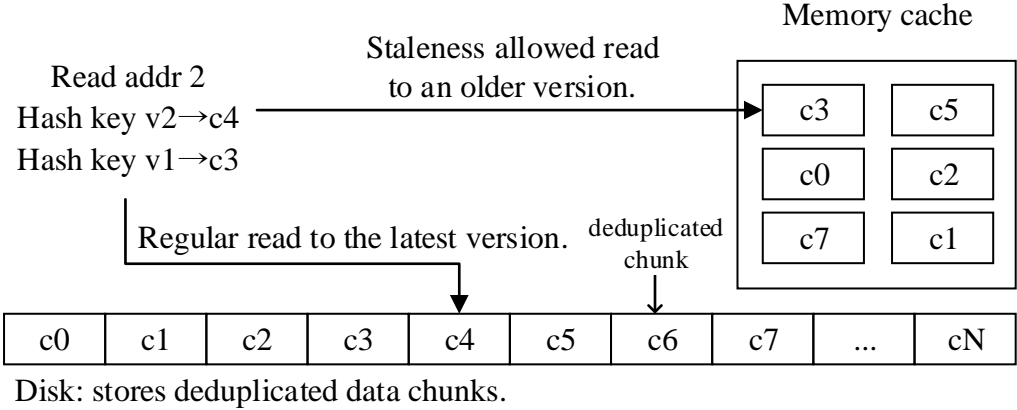 Memory cache
Staleness allowed read
to an older version.
Read addr 2
Hash key v2→c4
Hash key v1→c3
c3 c5
c0 c2
c7 c1
Regular read to the latest version.
deduplicated
chunk
c0 c1 c2 c3 c4 c5 c6 c7 ... cN
Disk: stores deduplicated data chunks.